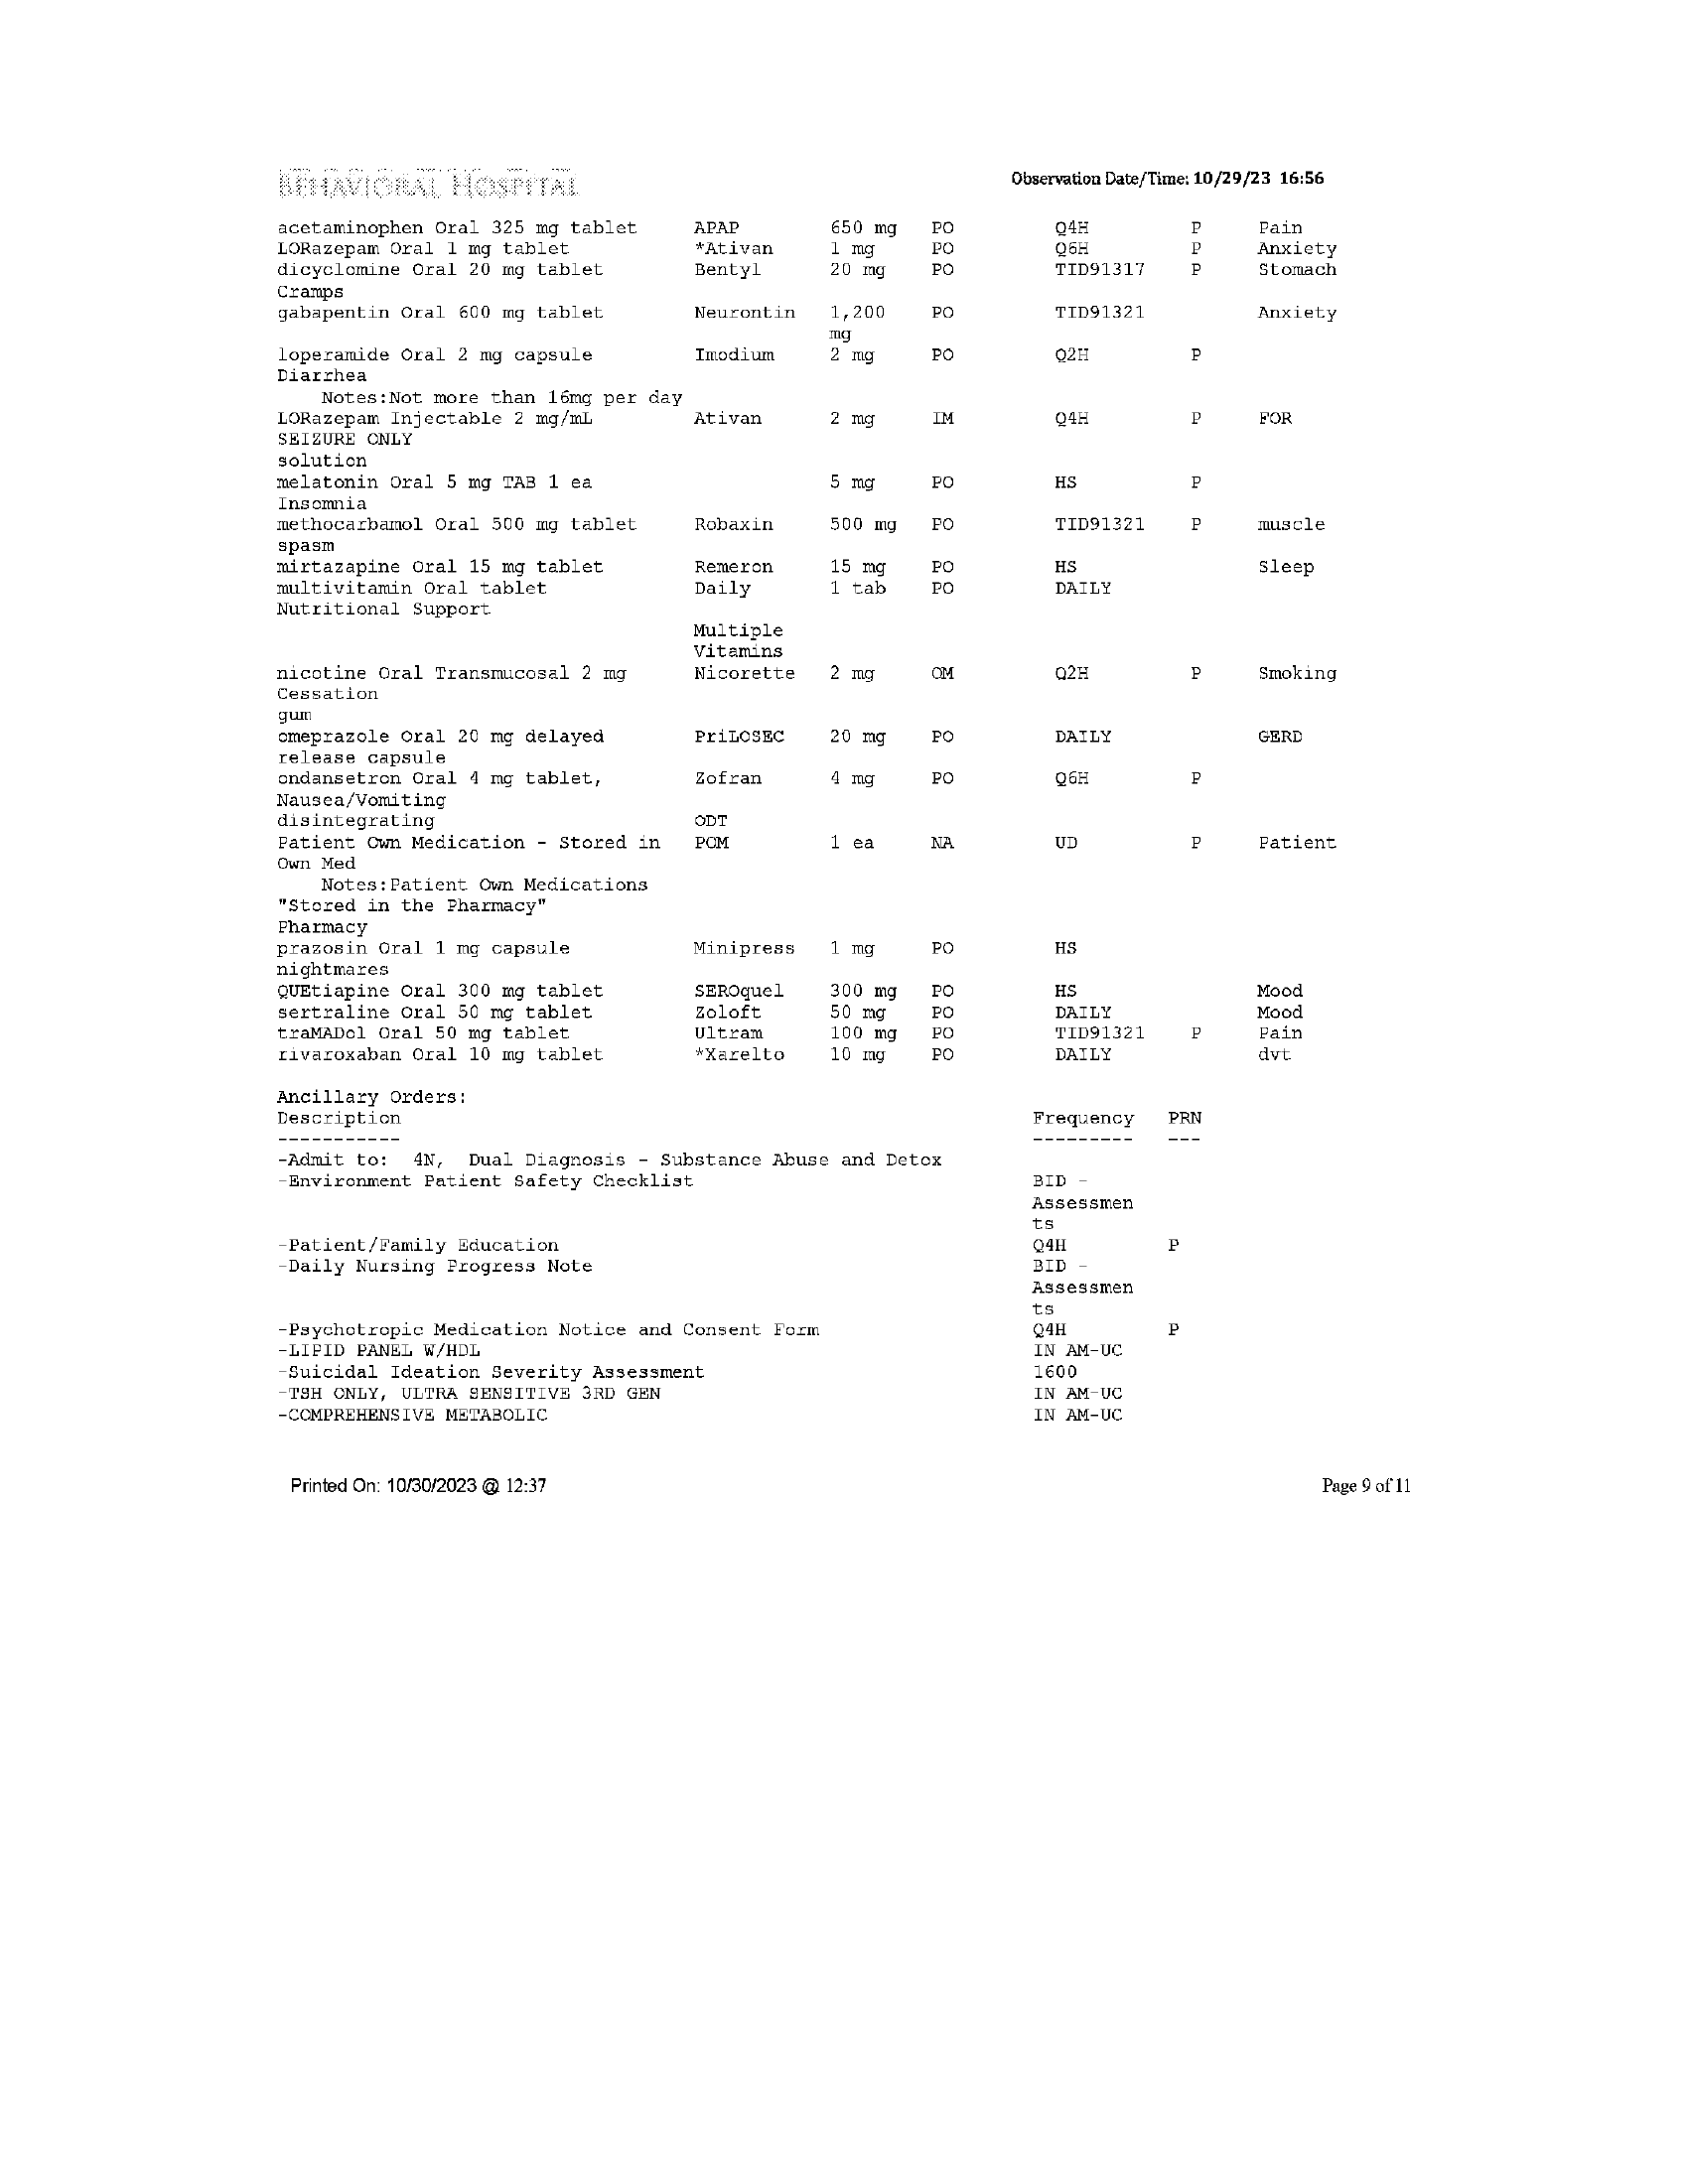 BEHAVIORAL HOSPITAL Observation Date/Time: 10/29/23 16:56
acetaminophen Oral 325 mg tablet APAP 650 mg PO Q4H P Pain
LORazepam Oral 1 mg tablet *Ativan 1 mg PO Q6H P Anxiety
dicyclomine Oral 20 mg tablet Bentyl 20 mg PO TID91317 P Stomach
Cramps
gabapentin Oral 600 mg tablet Neurontin 1,200 PO TID91321 Anxiety
mg
loperamide Oral 2 mg capsule Imodium 2 mg PO Q2H P
Diarrhea
Notes:Not more than 16mg per day
LORazepam Injectable 2 mg/mL Ativan 2 mg IM Q4H P FOR
SEIZURE ONLY
solution
melatonin Oral 5 mg TAB 1 ea 5 mg PO HS P
Insomnia
methocarbamol Oral 500 mg tablet Robaxin 500 mg PO TID91321 P muscle
spasm
mirtazapine Oral 15 mg tablet Remeron 15 mg PO HS Sleep
multivitamin Oral tablet Daily 1 tab PO DAILY
Nutritional Support
Multiple
Vitamins
nicotine Oral Transmucosal 2 mg Nicorette 2 mg OM Q2H P Smoking
Cessation
gum
omeprazole Oral 20 mg delayed PriLOSEC 20 mg PO DAILY GERD
release capsule
ondansetron Oral 4 mg tablet, Zofran 4 mg PO Q6H P
Nausea/Vomiting
disintegrating ODT
Patient Own Medication - Stored in POM 1 ea NA UD P Patient
Own Med
Notes:Patient Own Medications
"Stored in the Pharmacy"
Pharmacy
prazosin Oral 1 mg capsule Minipress 1 mg PO HS
nightmares
QUEtiapine Oral 300 mg tablet SEROquel 300 mg PO HS Mood
sertraline Oral 50 mg tablet Zoloft 50 mg PO DAILY Mood
traMADol Oral 50 mg tablet Ultram 100 mg PO TID91321 P Pain
rivaroxaban Oral 10 mg tablet *Xarelto 10 mg PO DAILY dvt
Ancillary Orders:
Description Frequency PRN
----------- --------- ---
-Admit to: 4N, Dual Diagnosis - Substance Abuse and Detox
-Environment Patient Safety Checklist BID -
Assessmen
ts
-Patient/Family Education Q4H P
-Daily Nursing Progress Note BID -
Assessmen
ts
-Psychotropic Medication Notice and Consent Form Q4H P
-LIPID PANEL W/HDL IN AM-UC
-Suicidal Ideation Severity Assessment 1600
-TSH ONLY, ULTRA SENSITIVE 3RD GEN IN AM-UC
-COMPREHENSIVE METABOLIC IN AM-UC
Printed On: 10/30/2023 @ 12:37 Page 9 of 11